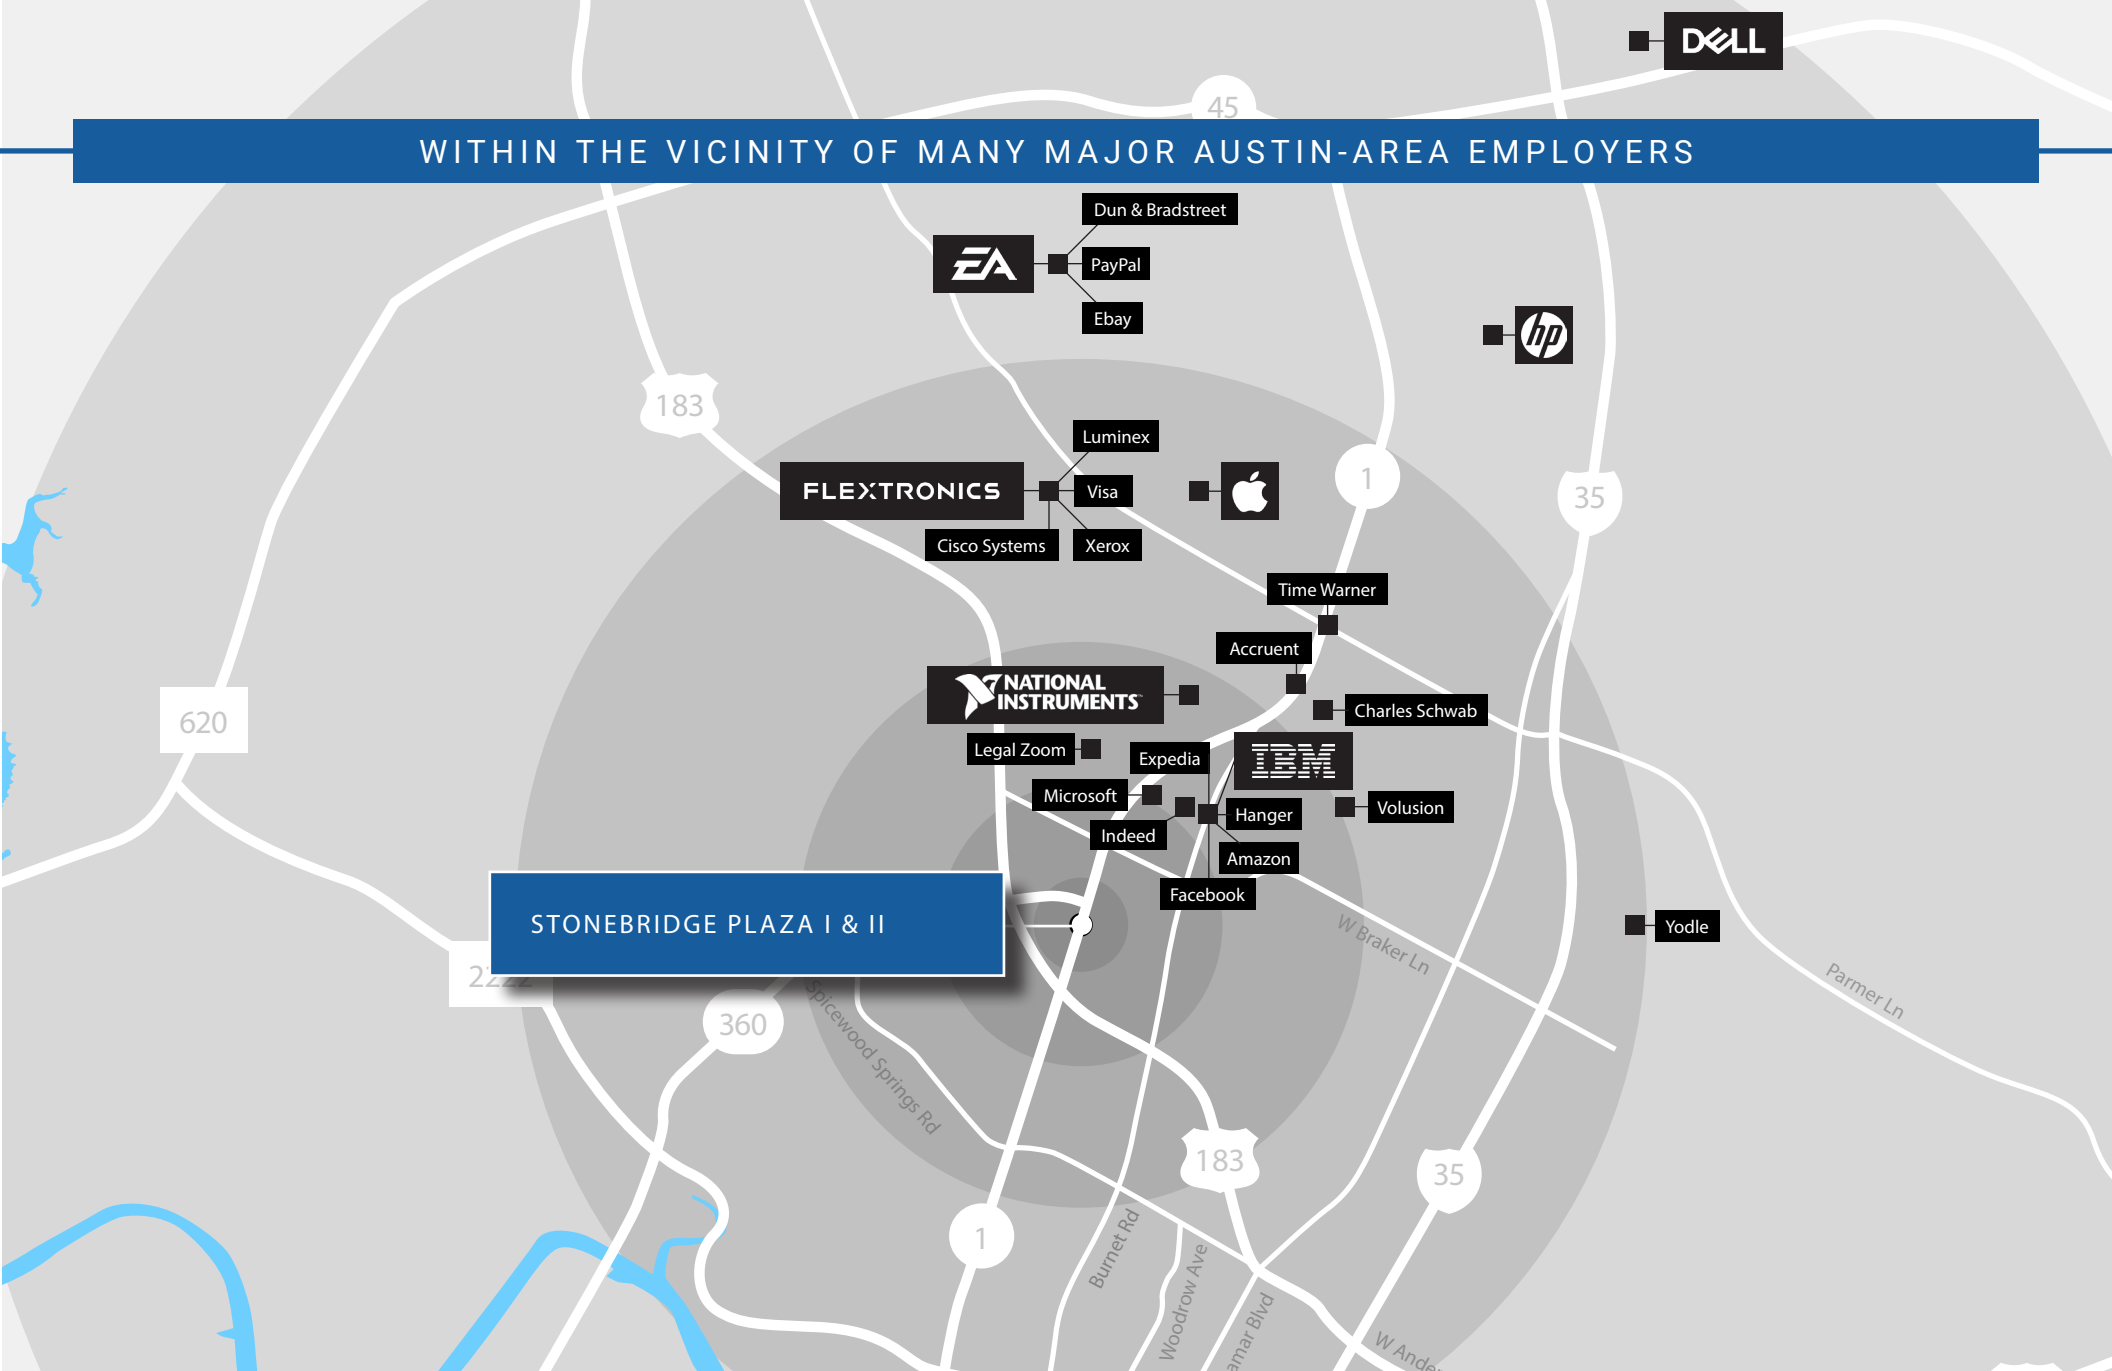 DELL
45
WITHIN THE VICINITY OF MANY MAJOR AUSTIN-AREA EMPLOYERS
Dun & Bradstreet
EA
PayPal
Ebay
hp
183
Luminex
1
FLEXTRONICS
Visa
35
Cisco Systems
Xerox
Time Warner
Accruent
NATIONAL
INSTRUMENTS
Charles Schwab
620
Legal Zoom
Expedia
IBM
Microsoft
Hanger
Volusion
Indeed
Amazon
Facebook
STONEBRIDGE PLAZA I & II
Yodle
W Braker Ln
2222
Parmer Ln
360
Spicewood Springs Rd
183
35
1
Burnet Rd
Woodrow Ave